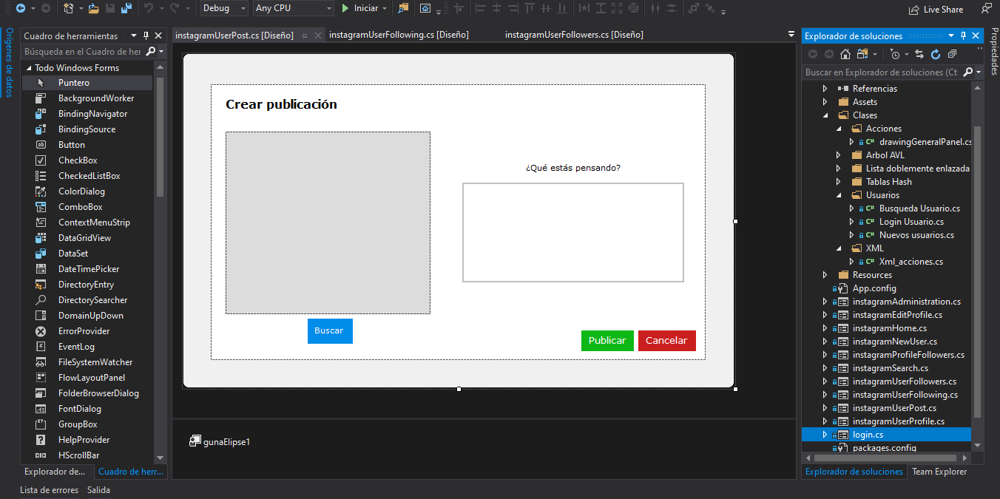 Debug
Any CPU
Iniciar
Live Share
Orígenes de datos
Cuadro de herramientas
Búsqueda en el Cuadro de her
Todo Windows Forms
Puntero
BackgroundWorker
BindingNavigator
BindingSource
Button
CheckBox
CheckedListBox
ColorDialog
ComboBox
ContextMenuStrip
DataGridView
DataSet
DateTimePicker
DirectoryEntry
DirectorySearcher
DomainUpDown
ErrorProvider
EventLog
FileSystemWatcher
FlowLayoutPanel
FolderBrowserDialog
FontDialog
GroupBox
HelpProvider
HScrollBar
Explorador de...
Cuadro de herr...
Lista de errores
Salida
instagramUserPost.cs [Diseño]
instagramUserFollowing.cs [Diseño]
instagramUserFollowers.cs [Diseño]
Crear publicación
¿Qué estás pensando?
Buscar
Publicar
Cancelar
gunaElipse1
Explorador de soluciones
Buscar en Explorador de soluciones (Ct
Referencias
Assets
Clases
Acciones
C# drawingGeneralPanel.cs
Arbol AVL
Lista doblemente enlazada
Tablas Hash
Usuarios
C# Busqueda Usuario.cs
C# Login Usuario.cs
C# Nuevos usuarios.cs
XML
C# Xml_acciones.cs
Resources
App.config
instagramAdministration.cs
instagramEditProfile.cs
instagramHome.cs
instagramNewUser.cs
instagramProfileFollowers.cs
instagramSearch.cs
instagramUserFollowers.cs
instagramUserFollowing.cs
instagramUserPost.cs
instagramUserProfile.cs
login.cs
packages.config
Explorador de soluciones
Team Explorer
Propiedades